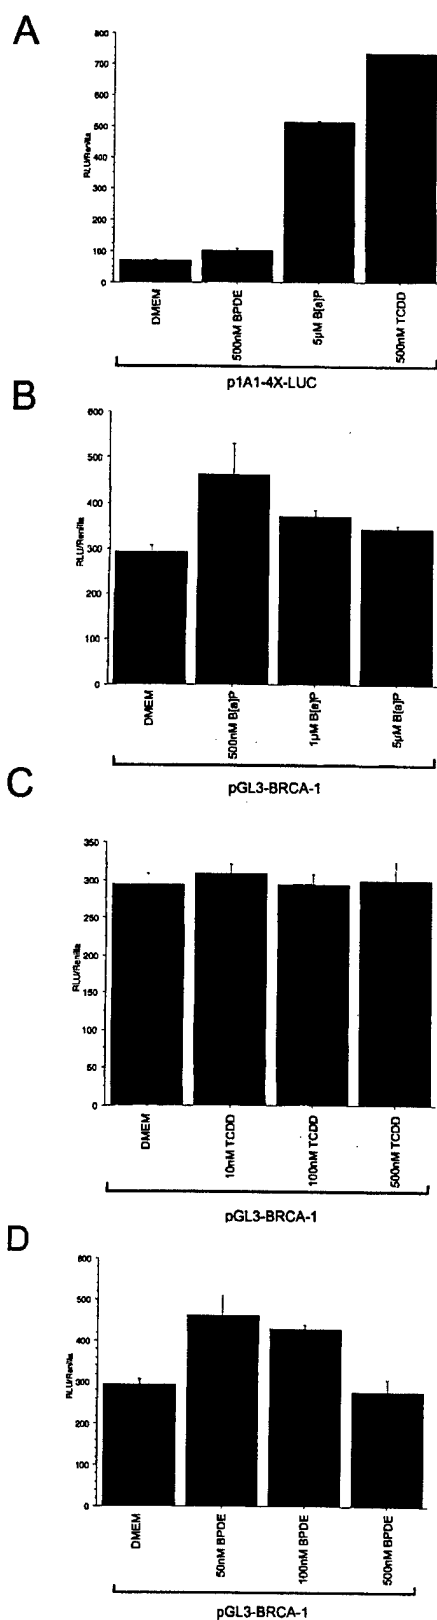 A
RLU/Renilla
800
700
600
500
400
300
200
100
0
DMEM
500nM BPDE
5µM B[a]P
500nM TCDD
p1A1-4X-LUC
B
RLU/Renilla
600
500
400
300
200
100
0
DMEM
500nM B[a]P
1µM B[a]P
5µM B[a]P
pGL3-BRCA-1
C
RLU/Renilla
350
300
250
200
150
100
50
0
DMEM
10nM TCDD
100nM TCDD
500nM TCDD
pGL3-BRCA-1
D
RLU/Renilla
600
500
400
300
200
100
0
DMEM
50nM BPDE
100nM BPDE
500nM BPDE
pGL3-BRCA-1